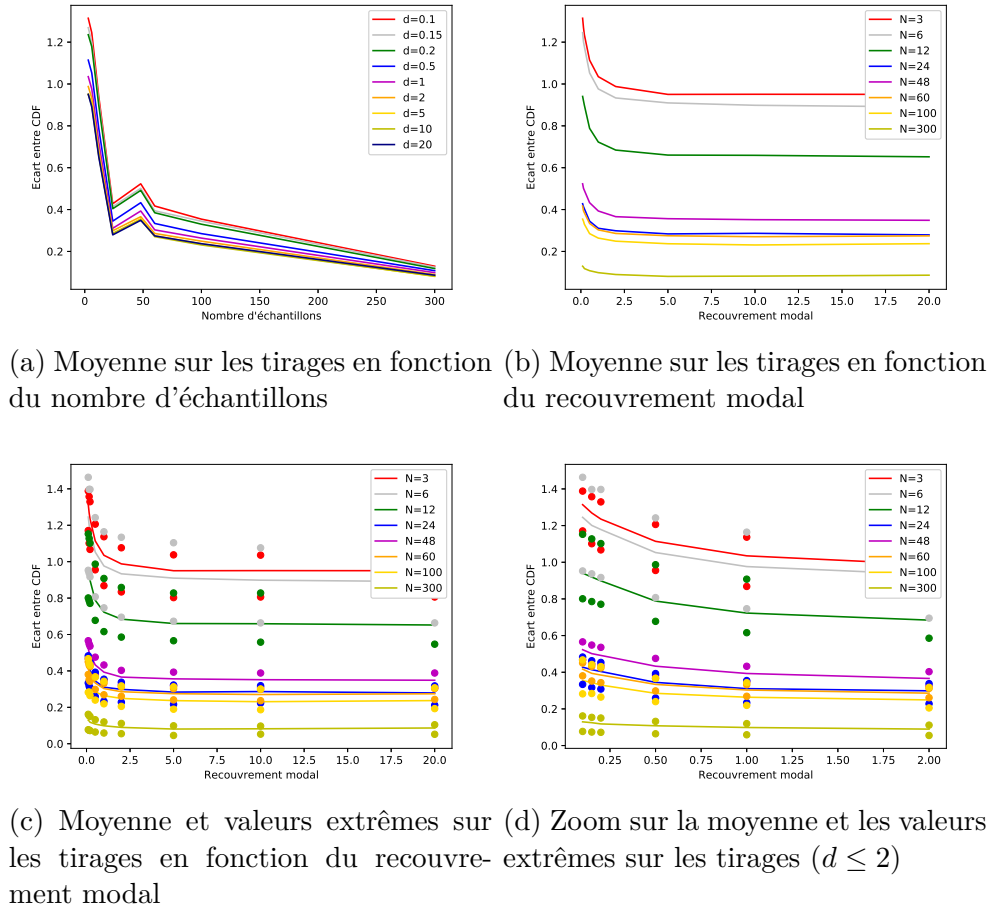 Ecart entre CDF
1.2
1.0
0.8
0.6
0.4
0.2
d=0.1
d=0.15
d=0.2
d=0.5
d=1
d=2
d=5
d=10
d=20
0
50
100
150
200
250
300
Nombre d'échantillons
Ecart entre CDF
1.2
1.0
0.8
0.6
0.4
0.2
N=3
N=6
N=12
N=24
N=48
N=60
N=100
N=300
0.0
2.5
5.0
7.5
10.0
12.5
15.0
17.5
20.0
Recouvrement modal
(a) Moyenne sur les tirages en fonction
du nombre d'échantillons
(b) Moyenne sur les tirages en fonction
du recouvrement modal
Ecart entre CDF
1.4
1.2
1.0
0.8
0.6
0.4
0.2
0.0
N=3
N=6
N=12
N=24
N=48
N=60
N=100
N=300
0.0
2.5
5.0
7.5
10.0
12.5
15.0
17.5
20.0
Recouvrement modal
Ecart entre CDF
1.4
1.2
1.0
0.8
0.6
0.4
0.2
0.0
N=3
N=6
N=12
N=24
N=48
N=60
N=100
N=300
0.25
0.50
0.75
1.00
1.25
1.50
1.75
2.00
Recouvrement modal
(c) Moyenne et valeurs extrêmes sur
les tirages en fonction du recouvre-
ment modal
(d) Zoom sur la moyenne et les valeurs
extrêmes sur les tirages (d ≤ 2)